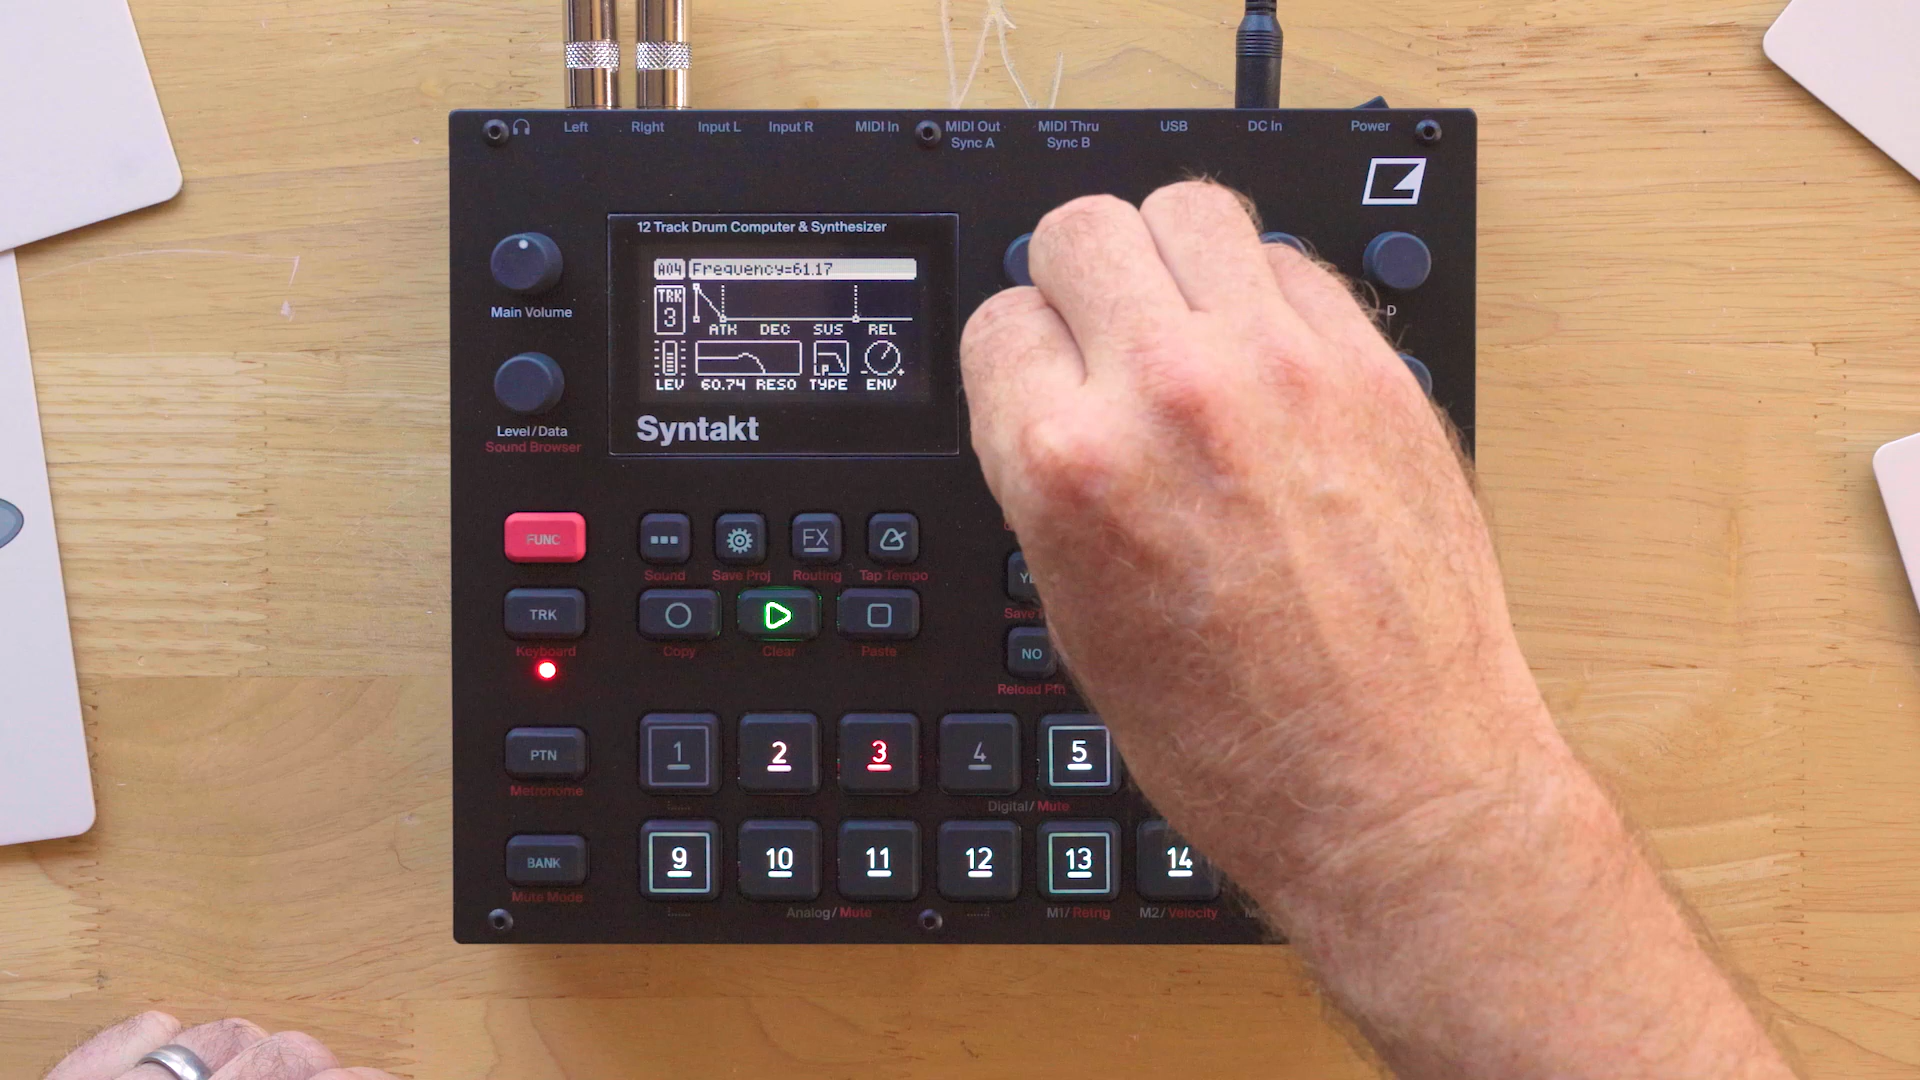 Left Right Input L Input R MIDI In MIDI Out MIDI Thru USB DC In Power
Sync A Sync B
12 Track Drum Computer & Synthesizer
A04 Frequency=61.17
TRK
3
ATK DEC SUS REL
LEV 60.74 RESO TYPE ENV
Syntakt
Main Volume
Level/Data
Sound Browser
D
FUNC
FX
Sound Save Proj Routing Tap Tempo
TRK
Keyboard
Copy Clear Paste
NO
Reload Ptn
PTN
Metronome
1 2 3 4 5
Digital/Mute
BANK
Mute Mode
9 10 11 12 13 14
Analog/Mute M1/Retrig M2/Velocity